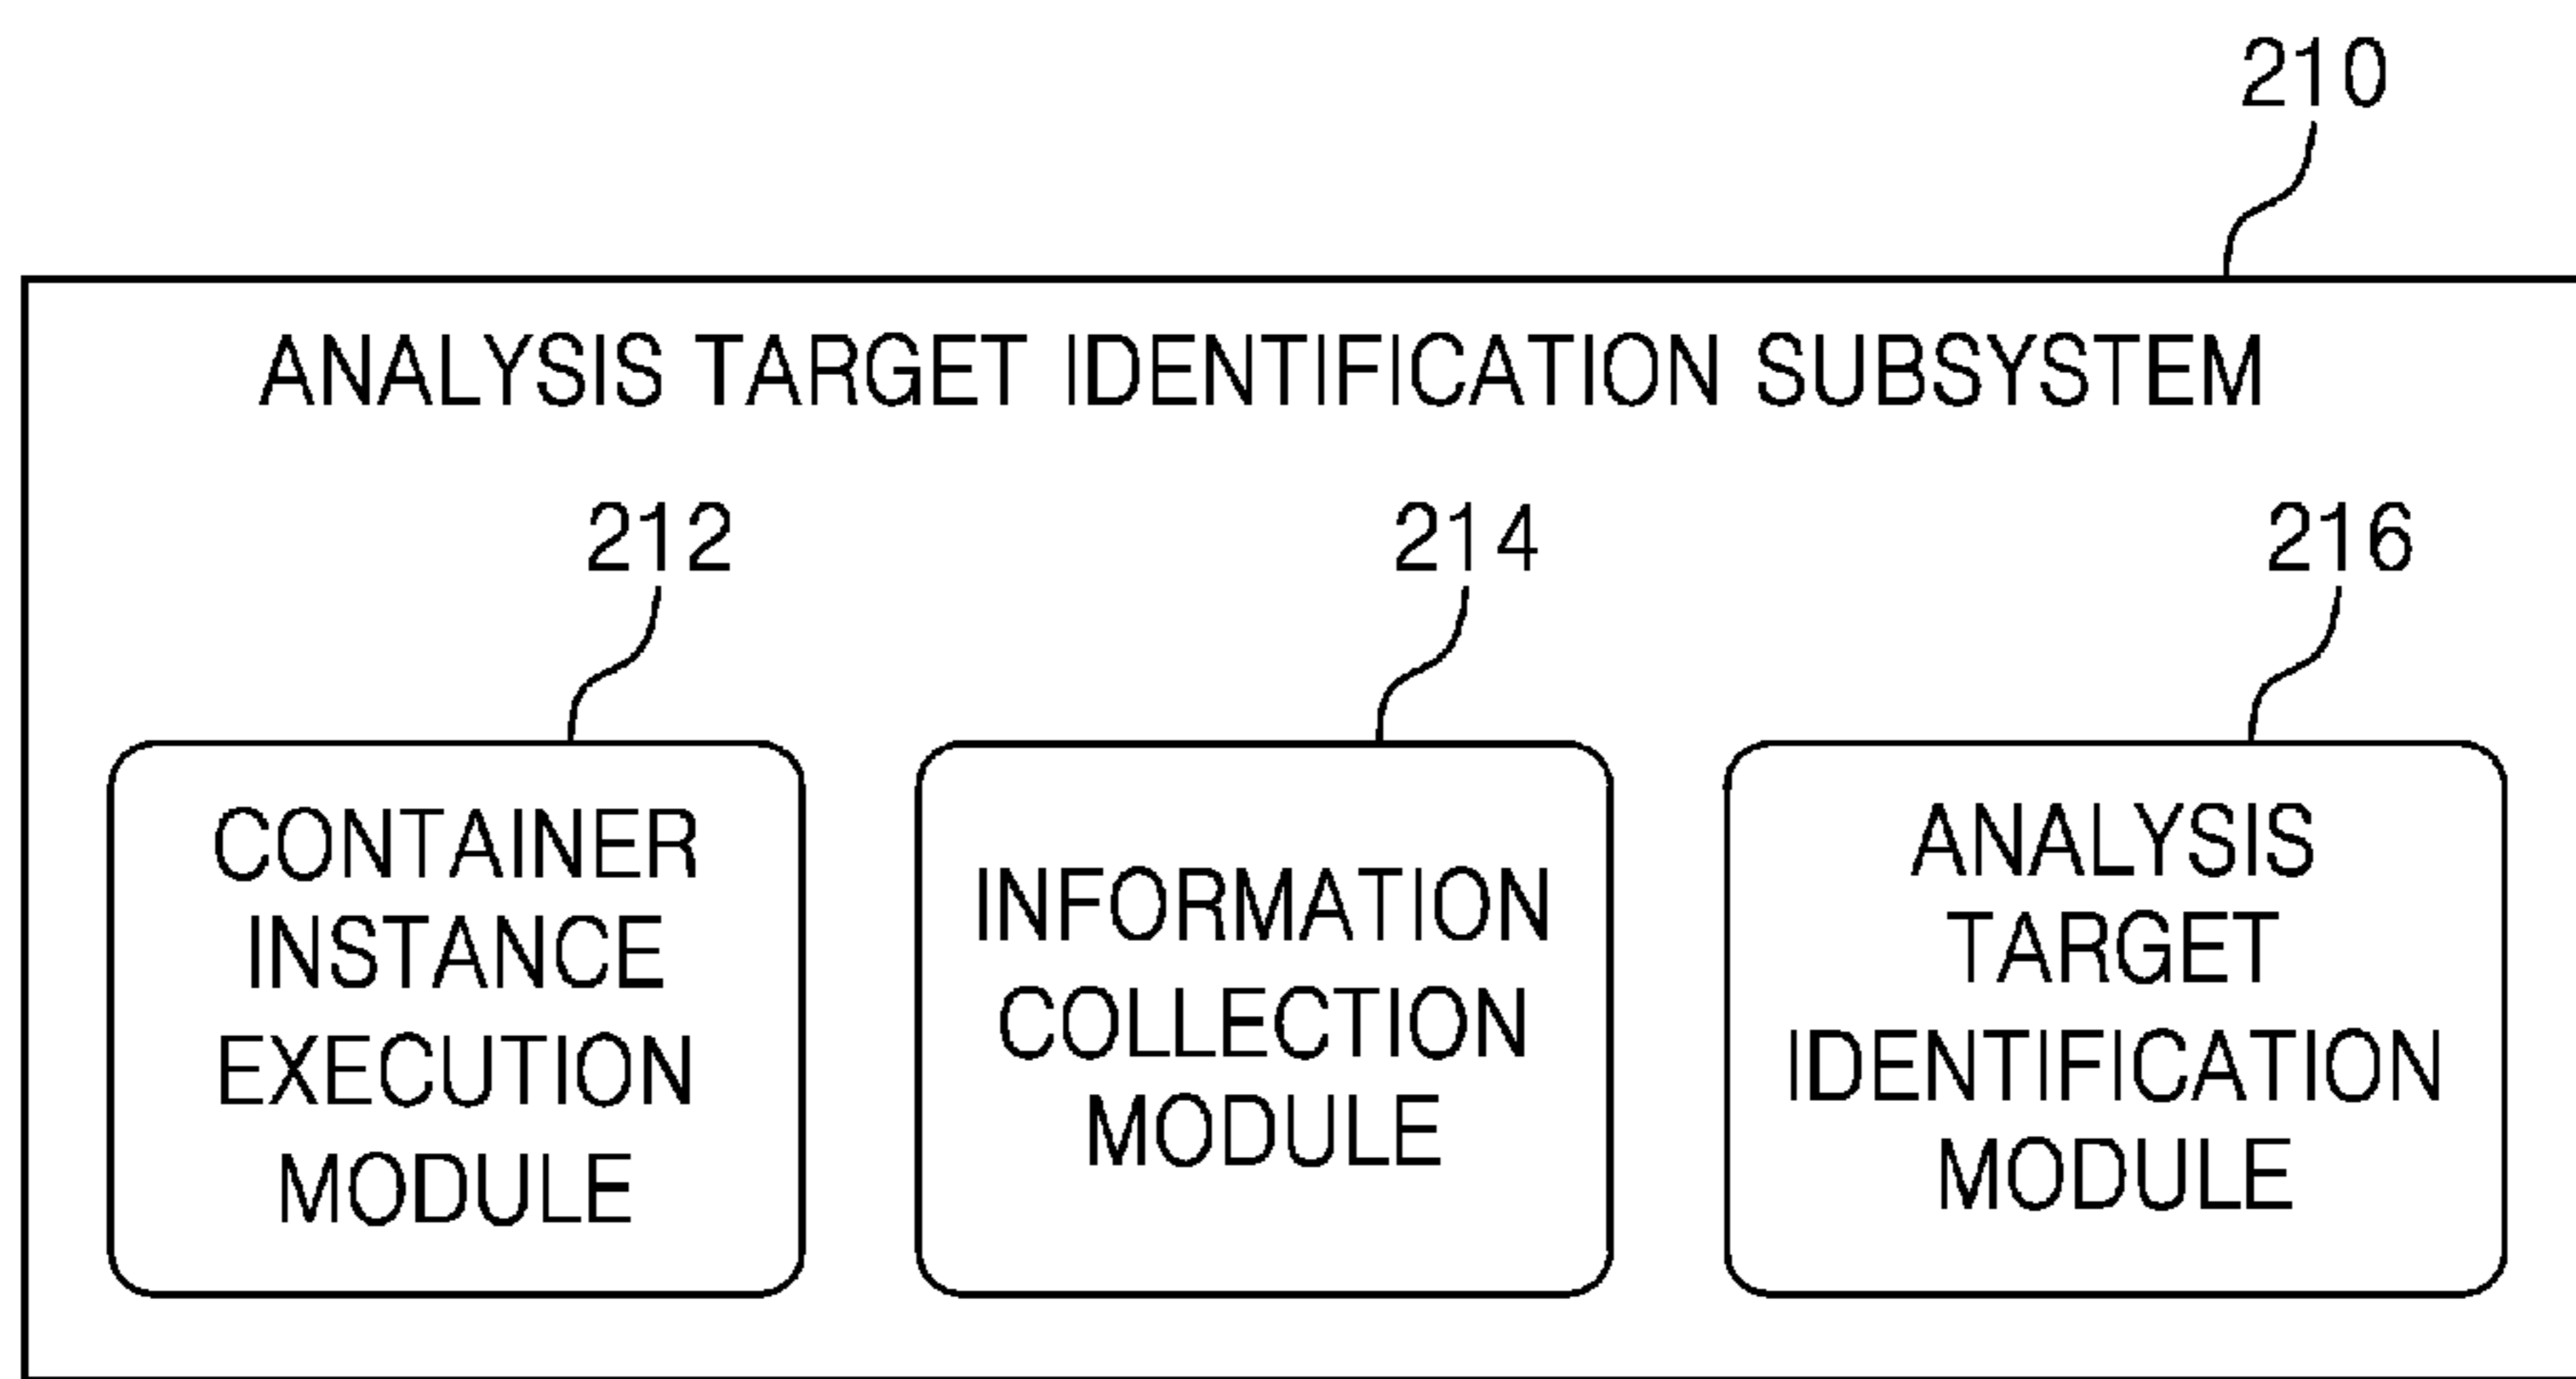 210
ANALYSIS TARGET IDENTIFICATION SUBSYSTEM
212
214
216
CONTAINER
INSTANCE
EXECUTION
MODULE
INFORMATION
COLLECTION
MODULE
ANALYSIS
TARGET
IDENTIFICATION
MODULE